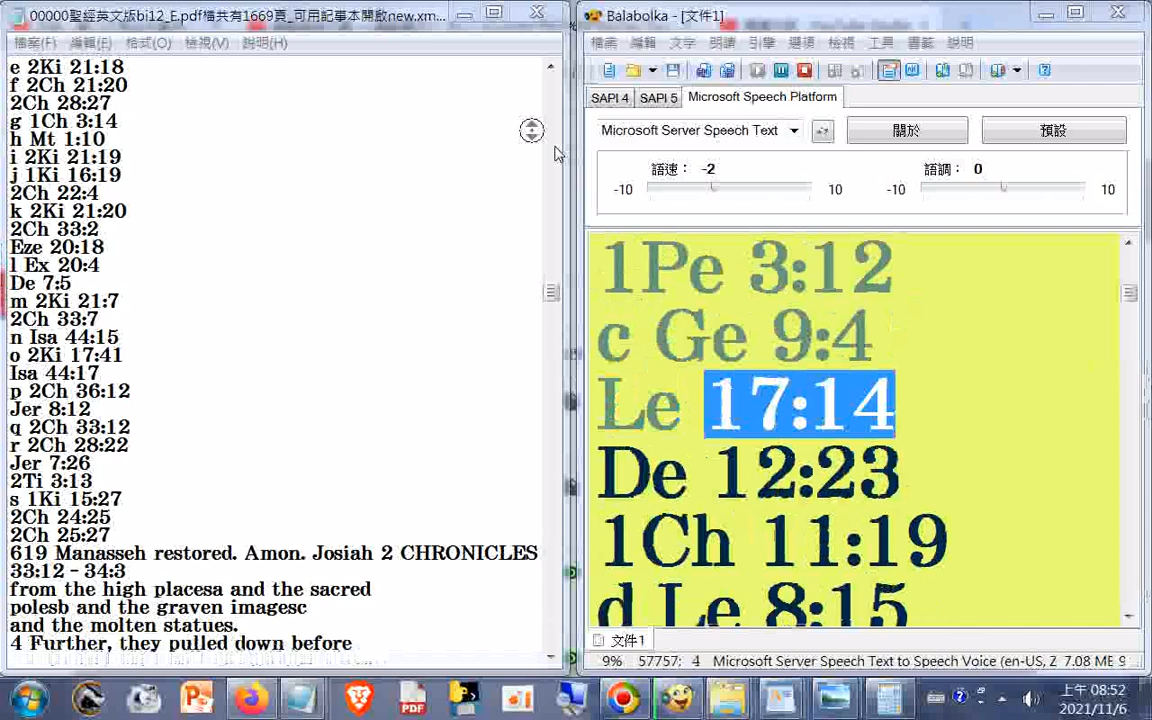 00000聖經英文版bi12_E.pdf檔共有1669頁_可用記事本開啟new.xm...
檔案(F) 編輯(E) 格式(O) 檢視(V) 說明(H)
e 2Ki 21:18
f 2Ch 21:20
2Ch 28:27
g 1Ch 3:14
h Mt 1:10
i 2Ki 21:19
j 1Ki 16:19
2Ch 22:4
k 2Ki 21:20
2Ch 33:2
Eze 20:18
l Ex 20:4
De 7:5
m 2Ki 21:7
2Ch 33:7
n Isa 44:15
o 2Ki 17:41
Isa 44:17
p 2Ch 36:12
Jer 8:12
q 2Ch 33:12
r 2Ch 28:22
Jer 7:26
2Ti 3:13
s 1Ki 15:27
2Ch 24:25
2Ch 25:27
619 Manasseh restored. Amon. Josiah 2 CHRONICLES
33:12 – 34:3
from the high placesa and the sacred
polesb and the graven imagesc
and the molten statues.
4 Further, they pulled down before
Balabolka - [文件1]
檔案 編輯 文字 朗讀 引擎 選項 檢視 工具 書籤 說明
SAPI 4 SAPI 5 Microsoft Speech Platform
Microsoft Server Speech Text 關於 預設
語速： -2 語調： 0
-10 10 -10 10
1Pe 3:12
c Ge 9:4
Le 17:14
De 12:23
1Ch 11:19
d Le 8:15
文件1
9% 57757: 4 Microsoft Server Speech Text to Speech Voice (en-US, Z 7.08 MB 9
PDF
上午 08:52
2021/11/6